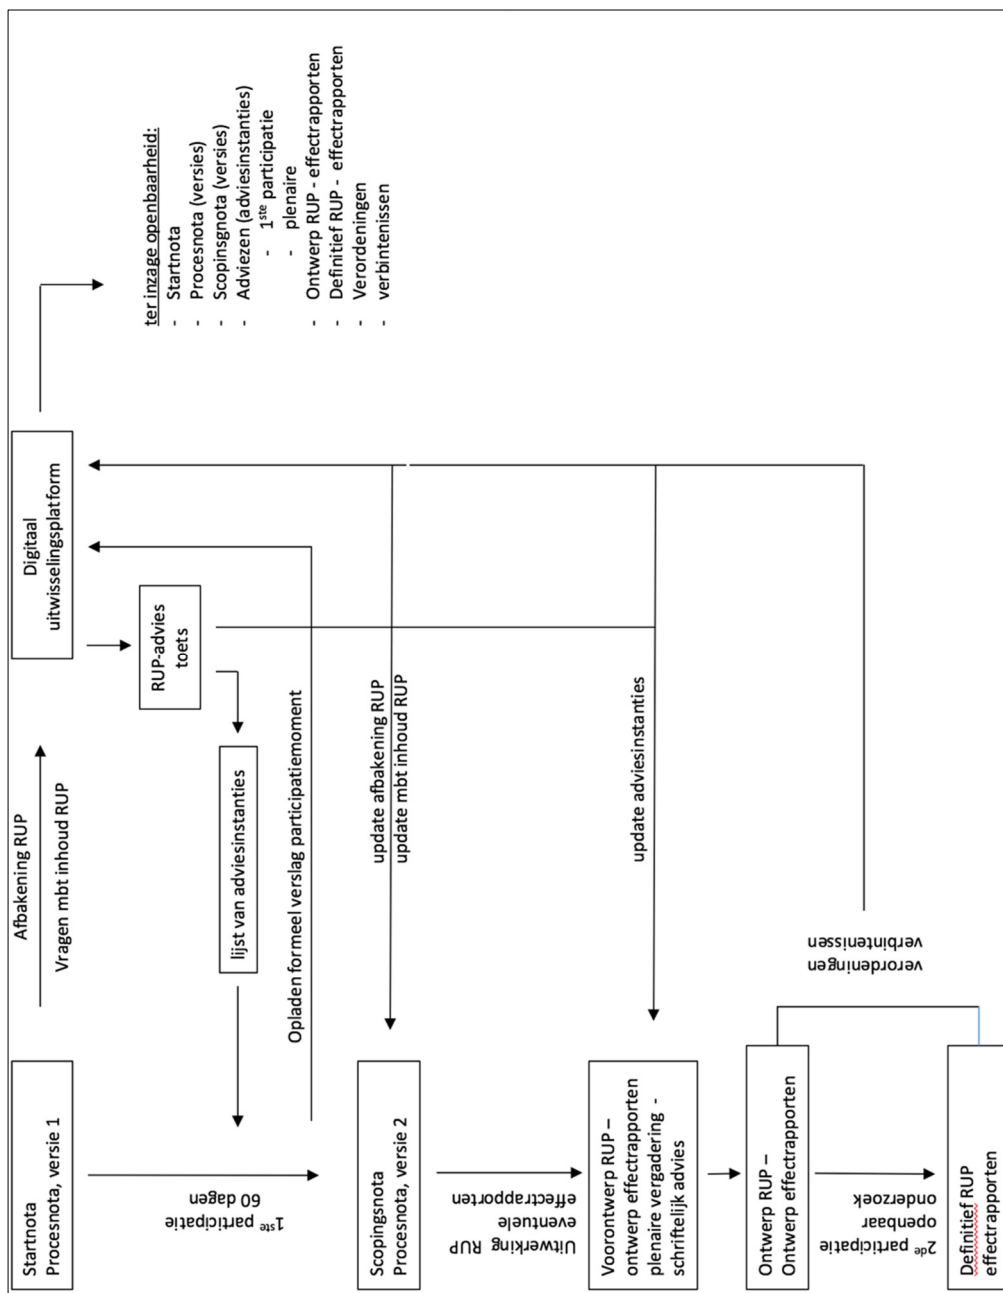 Startnota
Procesnota, versie 1
Afbakening RUP
Vragen mbt inhoud RUP
Digitaal
uitwisselingsplatform
ter inzage openbaarheid:
- Startnota
- Procesnota (versies)
- Scopinsgnota (versies)
- Adviezen (adviesinstanties)
- 1ste participatie
- plenaire
- Ontwerp RUP - effectrapporten
- Definitief RUP - effectrapporten
- Verordeningen
- verbintenissen
RUP-advies
toets
lijst van adviesinstanties
1ste participatie
60 dagen
Opladen formeel verslag participatiemoment
Scopingsnota
Procesnota, versie 2
update afbakening RUP
update mbt inhoud RUP
Uitwerking RUP
eventuele
effectrapporten
Voorontwerp RUP –
ontwerp effectrapporten
plenaire vergadering -
schriftelijk advies
update adviesinstanties
Ontwerp RUP –
Ontwerp effectrapporten
2de participatie
openbaar
onderzoek
verordeningen
verbintenissen
Definitief RUP
effectrapporten